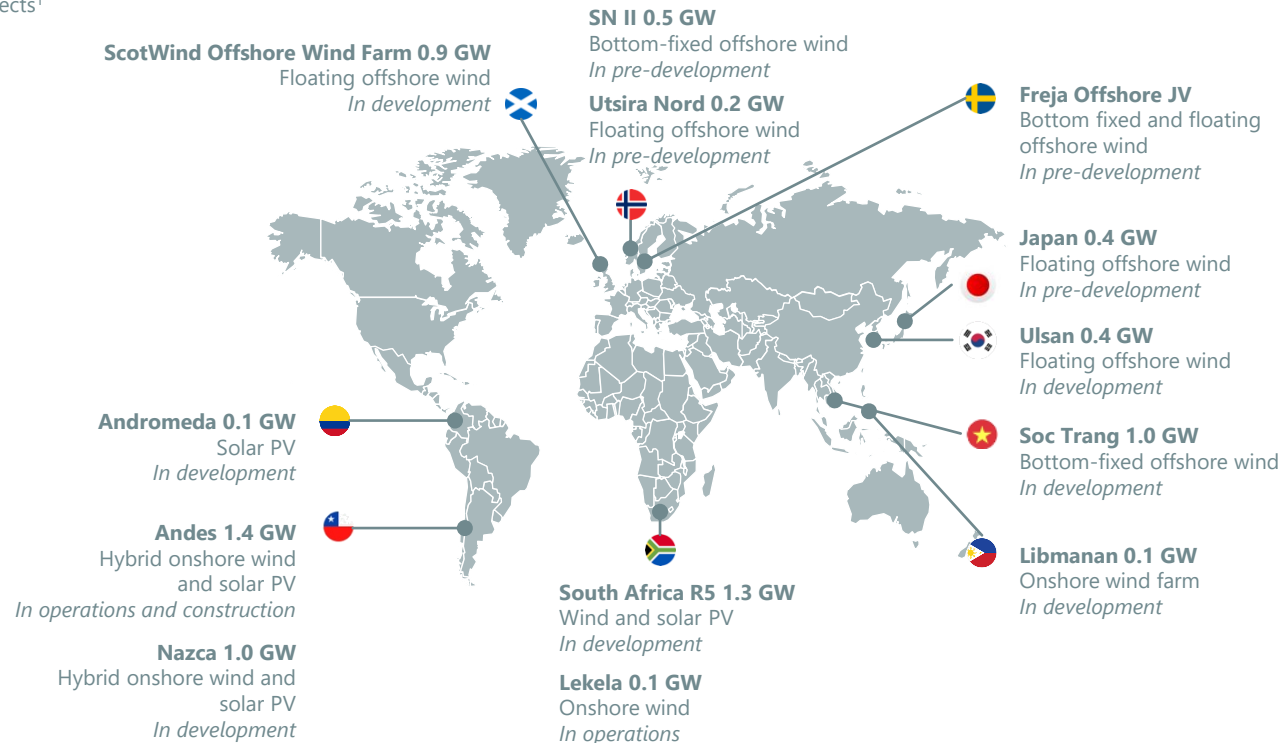 ects¹
ScotWind Offshore Wind Farm 0.9 GW
Floating offshore wind
In development
SN II 0.5 GW
Bottom-fixed offshore wind
In pre-development
Utsira Nord 0.2 GW
Floating offshore wind
In pre-development
Freja Offshore JV
Bottom fixed and floating
offshore wind
In pre-development
Japan 0.4 GW
Floating offshore wind
In pre-development
Ulsan 0.4 GW
Floating offshore wind
In development
Soc Trang 1.0 GW
Bottom-fixed offshore wind
In development
Libmanan 0.1 GW
Onshore wind farm
In development
Andromeda 0.1 GW
Solar PV
In development
Andes 1.4 GW
Hybrid onshore wind
and solar PV
In operations and construction
Nazca 1.0 GW
Hybrid onshore wind and
solar PV
In development
South Africa R5 1.3 GW
Wind and solar PV
In development
Lekela 0.1 GW
Onshore wind
In operations